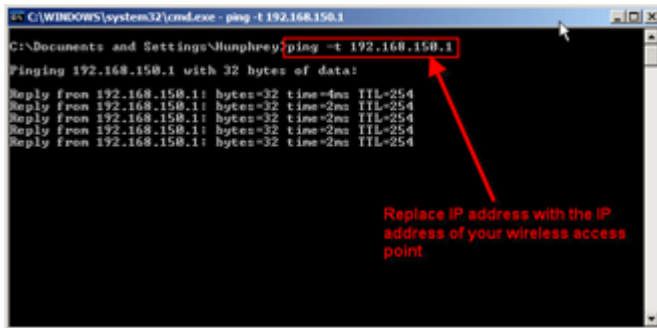 C:\WINDOWS\system32\cmd.exe - ping -t 192.168.150.1
C:\Documents and Settings\Humphrey>ping -t 192.168.150.1
Pinging 192.168.150.1 with 32 bytes of data:
Reply from 192.168.150.1: bytes=32 time=4ms TTL=254
Reply from 192.168.150.1: bytes=32 time=2ms TTL=254
Reply from 192.168.150.1: bytes=32 time=2ms TTL=254
Reply from 192.168.150.1: bytes=32 time=2ms TTL=254
Reply from 192.168.150.1: bytes=32 time=2ms TTL=254
Replace IP address with the IP
address of your wireless access
point